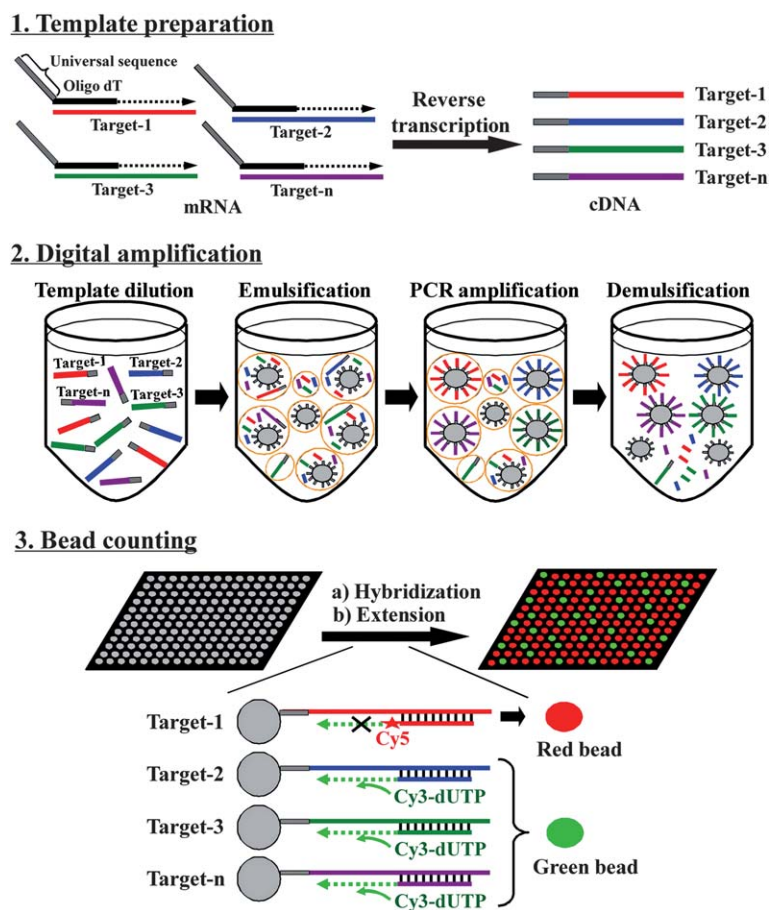 1. Template preparation
Universal sequence
Oligo dT
Target-1
Target-2
Target-3
Target-n
mRNA
Reverse
transcription
Target-1
Target-2
Target-3
Target-n
cDNA
2. Digital amplification
Template dilution
Emulsification
PCR amplification
Demulsification
Target-1
Target-2
Target-n
Target-3
3. Bead counting
a) Hybridization
b) Extension
Target-1
Cy5
Red bead
Target-2
Cy3-dUTP
Target-3
Cy3-dUTP
Green bead
Target-n
Cy3-dUTP